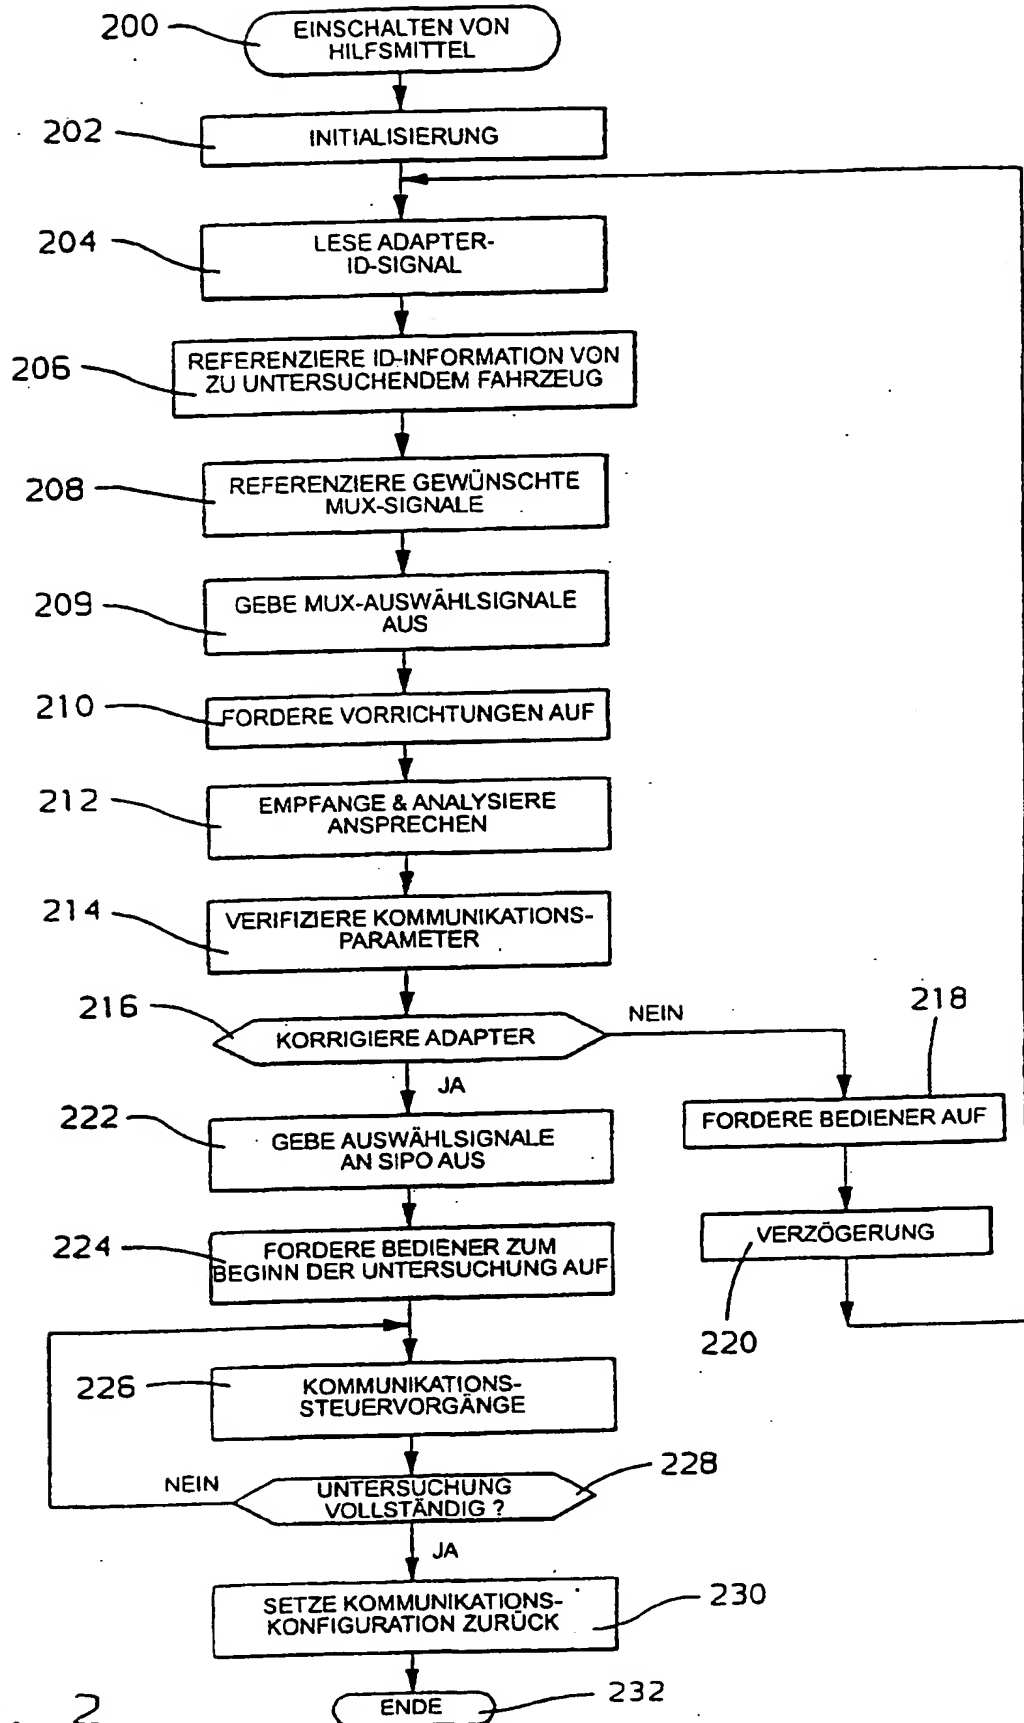 200
EINSCHALTEN VON
HILFSMITTEL
202
INITIALISIERUNG
204
LESE ADAPTER-
ID-SIGNAL
206
REFERENZIERE ID-INFORMATION VON
ZU UNTERSUCHENDEM FAHRZEUG
208
REFERENZIERE GEWÜNSCHTE
MUX-SIGNALE
209
GEBE MUX-AUSWÄHLSIGNALE
AUS
210
FORDERE VORRICHTUNGEN AUF
212
EMPFANGE & ANALYSIERE
ANSPRECHEN
214
VERIFIZIERE KOMMUNIKATIONS-
PARAMETER
216
KORRIGIERE ADAPTER
NEIN
218
JA
FORDERE BEDIENER AUF
222
GEBE AUSWÄHLSIGNALE
AN SIPO AUS
VERZÖGERUNG
220
224
FORDERE BEDIENER ZUM
BEGINN DER UNTERSUCHUNG AUF
226
KOMMUNIKATIONS-
STEUERVORGÄNGE
NEIN
UNTERSUCHUNG
VOLLSTÄNDIG ?
228
JA
SETZE KOMMUNIKATIONS-
KONFIGURATION ZURÜCK
230
ENDE
232
. 2